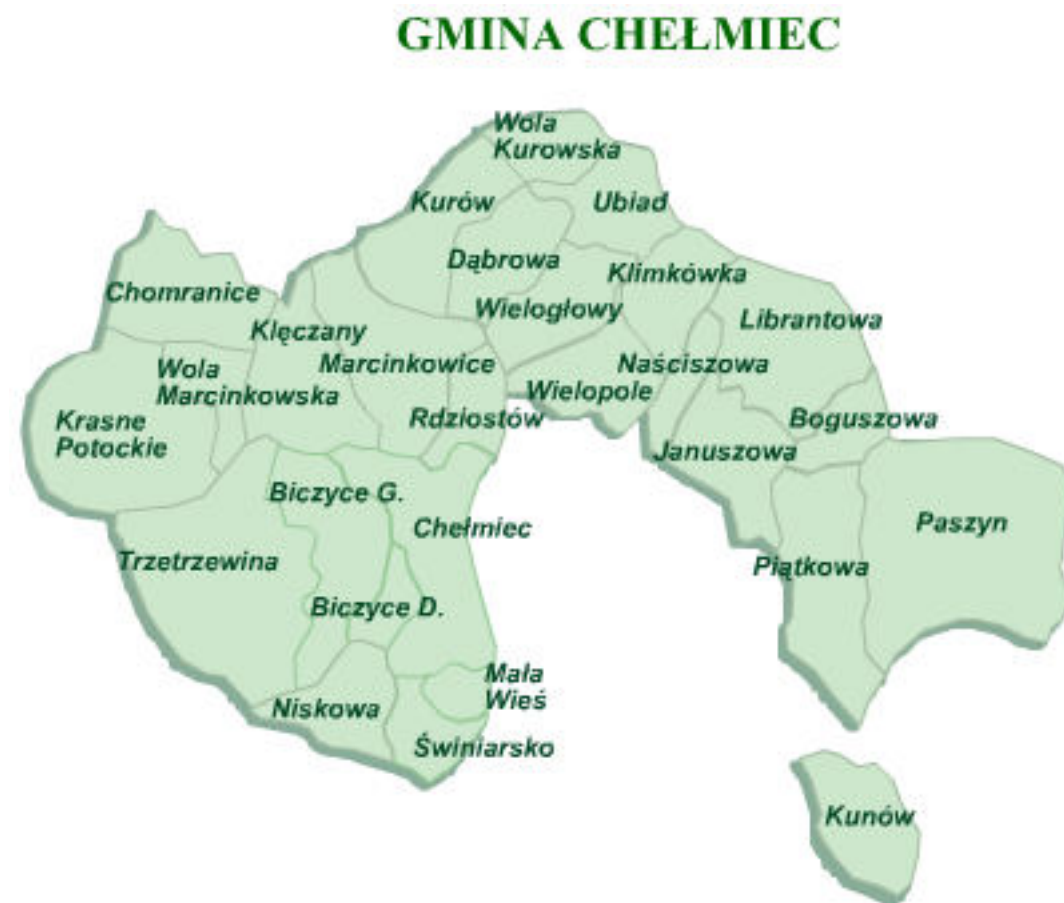 GMINA CHEŁMIEC
Wola
Kurowska
Kurów
Ubiad
Dąbrowa
Klimkówka
Chomranice
Wielogłowy
Librantowa
Klęczany
Marcinkowice
Naściszowa
Wola
Marcinkowska
Wielopole
Krasne
Potockie
Rdziostów
Boguszowa
Januszowa
Biczyce G.
Chełmiec
Paszyn
Trzetrzewina
Piątkowa
Biczyce D.
Mała
Wieś
Niskowa
Świniarsko
Kunów